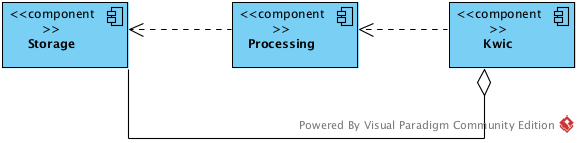 <<component
>>
Storage
<<component
>>
Processing
<<component
>>
Kwic
Powered By Visual Paradigm Community Edition